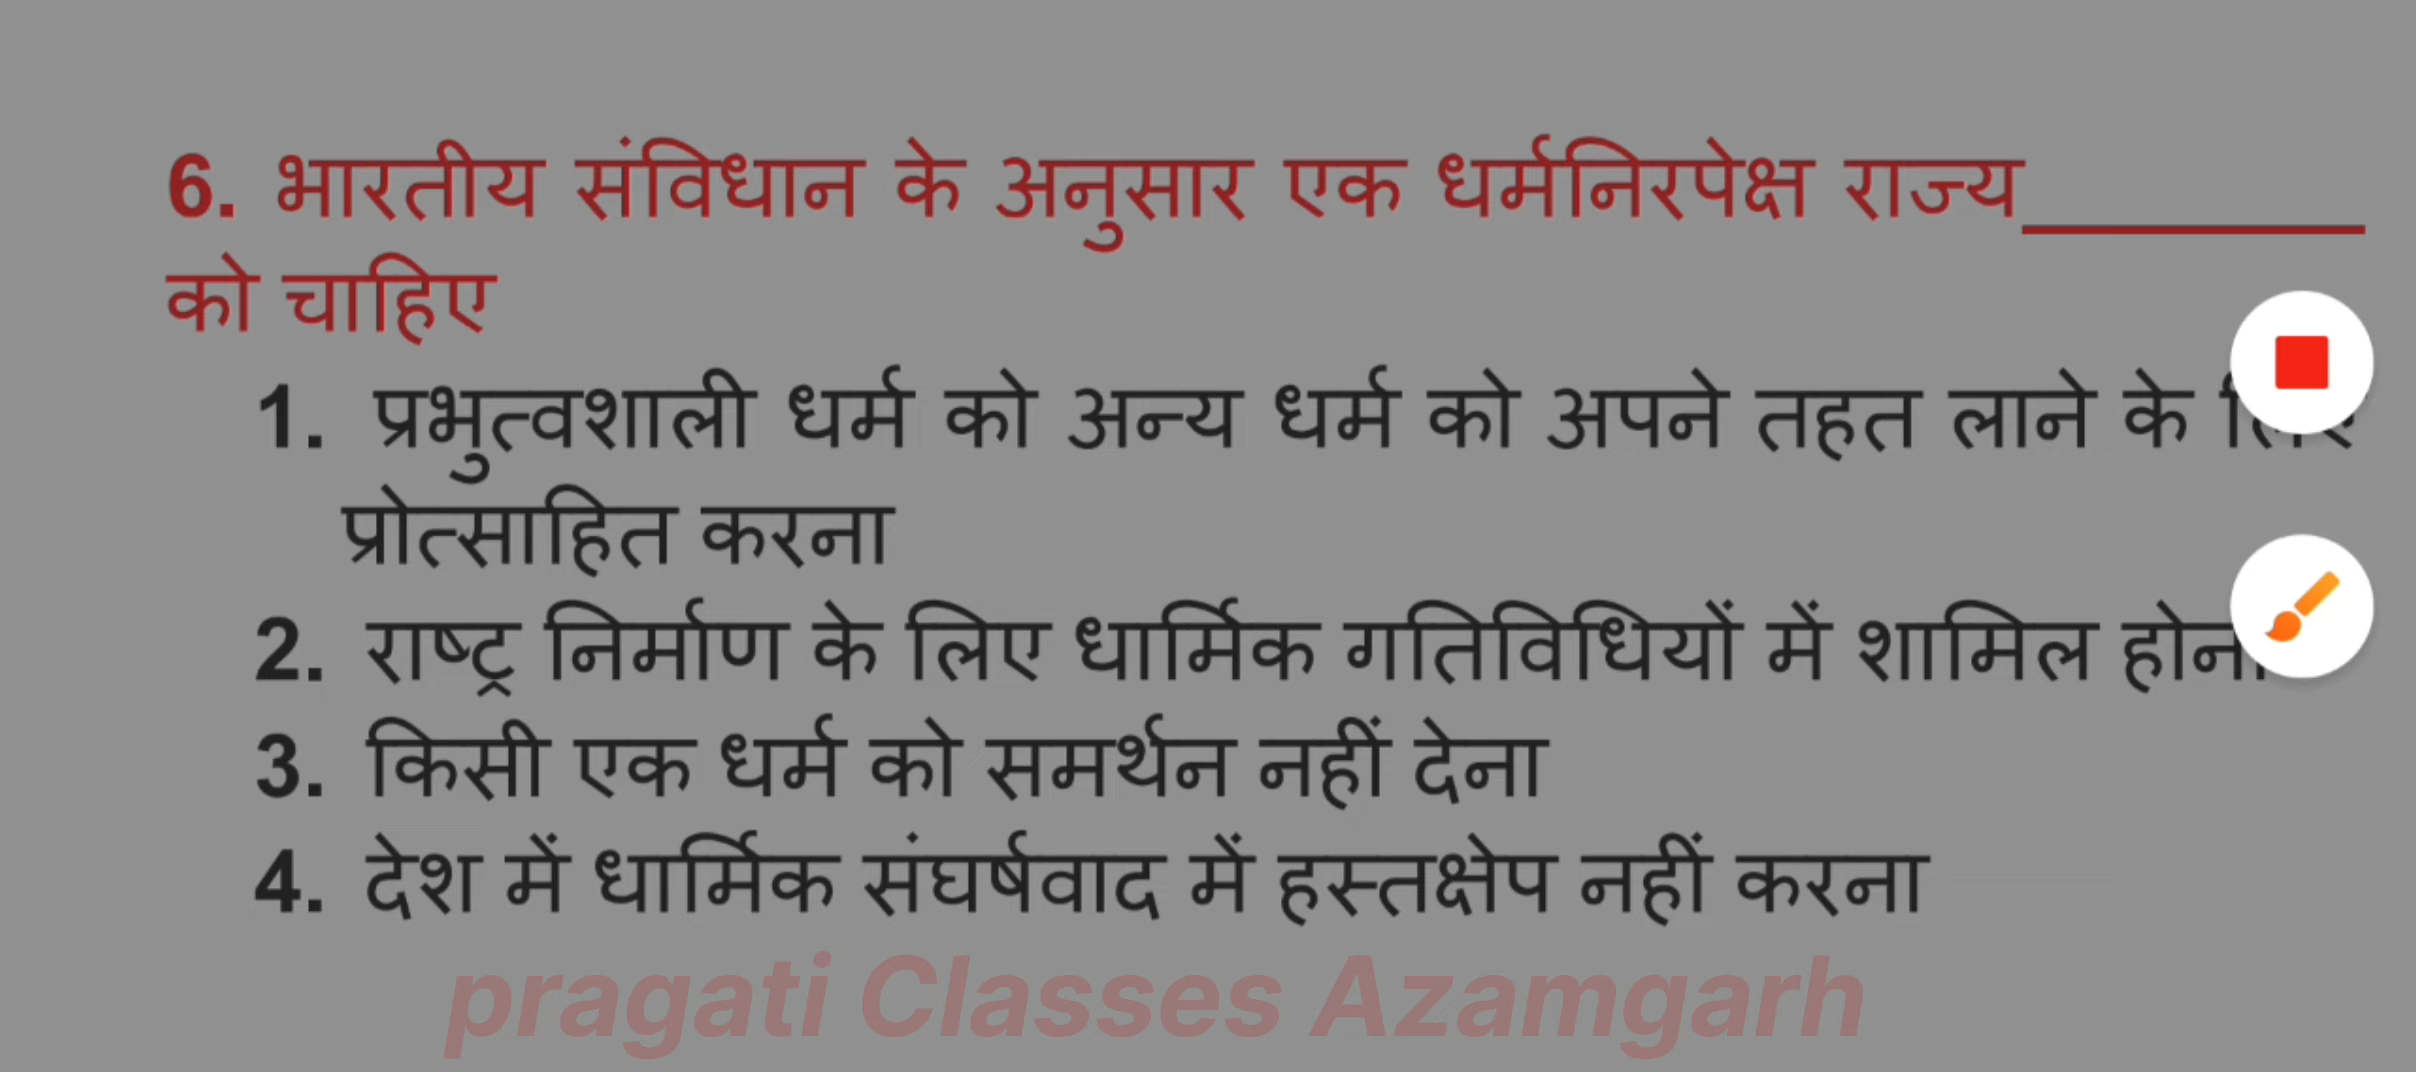 6. भारतीय संविधान के अनुसार एक धर्मनिरपेक्ष राज्य__________
को चाहिए
1. प्रभुत्वशाली धर्म को अन्य धर्म को अपने तहत लाने के
प्रोत्साहित करना
2. राष्ट्र निर्माण के लिए धार्मिक गतिविधियों में शामिल होना
3. किसी एक धर्म को समर्थन नहीं देना
4. देश में धार्मिक संघर्षवाद में हस्तक्षेप नहीं करना
pragati Classes Azamgarh